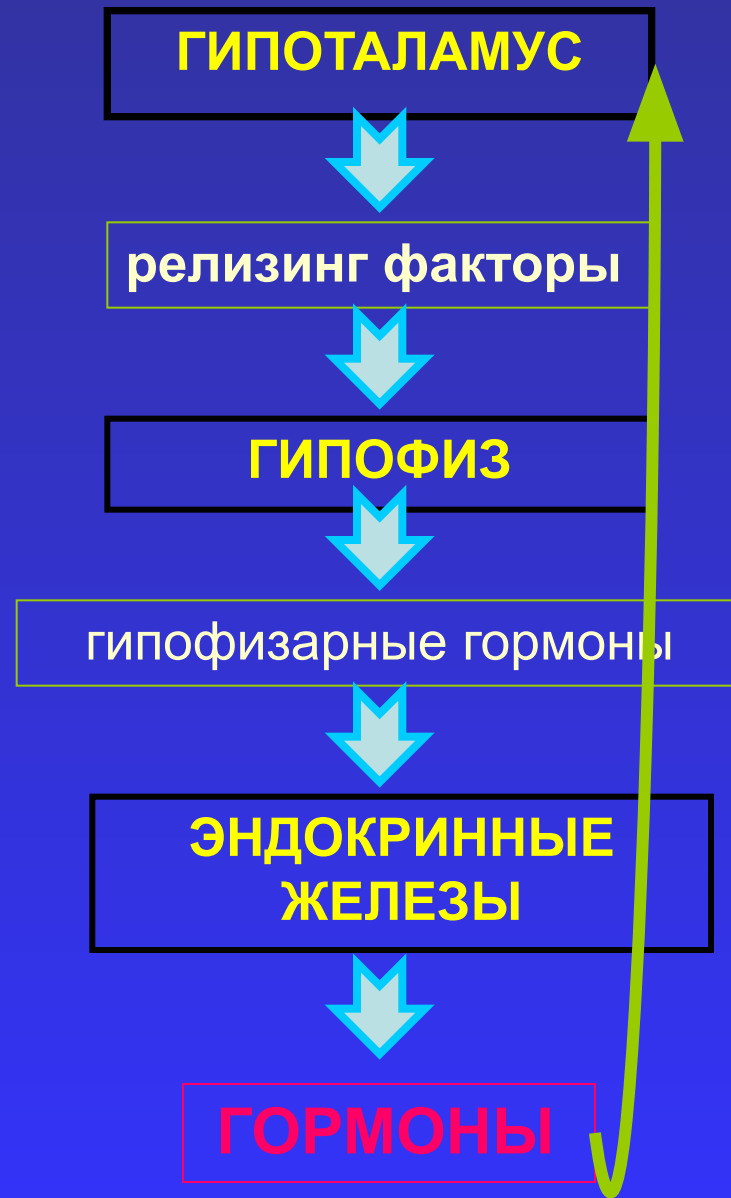 ГИПОТАЛАМУС
релизинг факторы
ГИПОФИЗ
гипофизарные гормоны
ЭНДОКРИННЫЕ
ЖЕЛЕЗЫ
ГОРМОНЫ